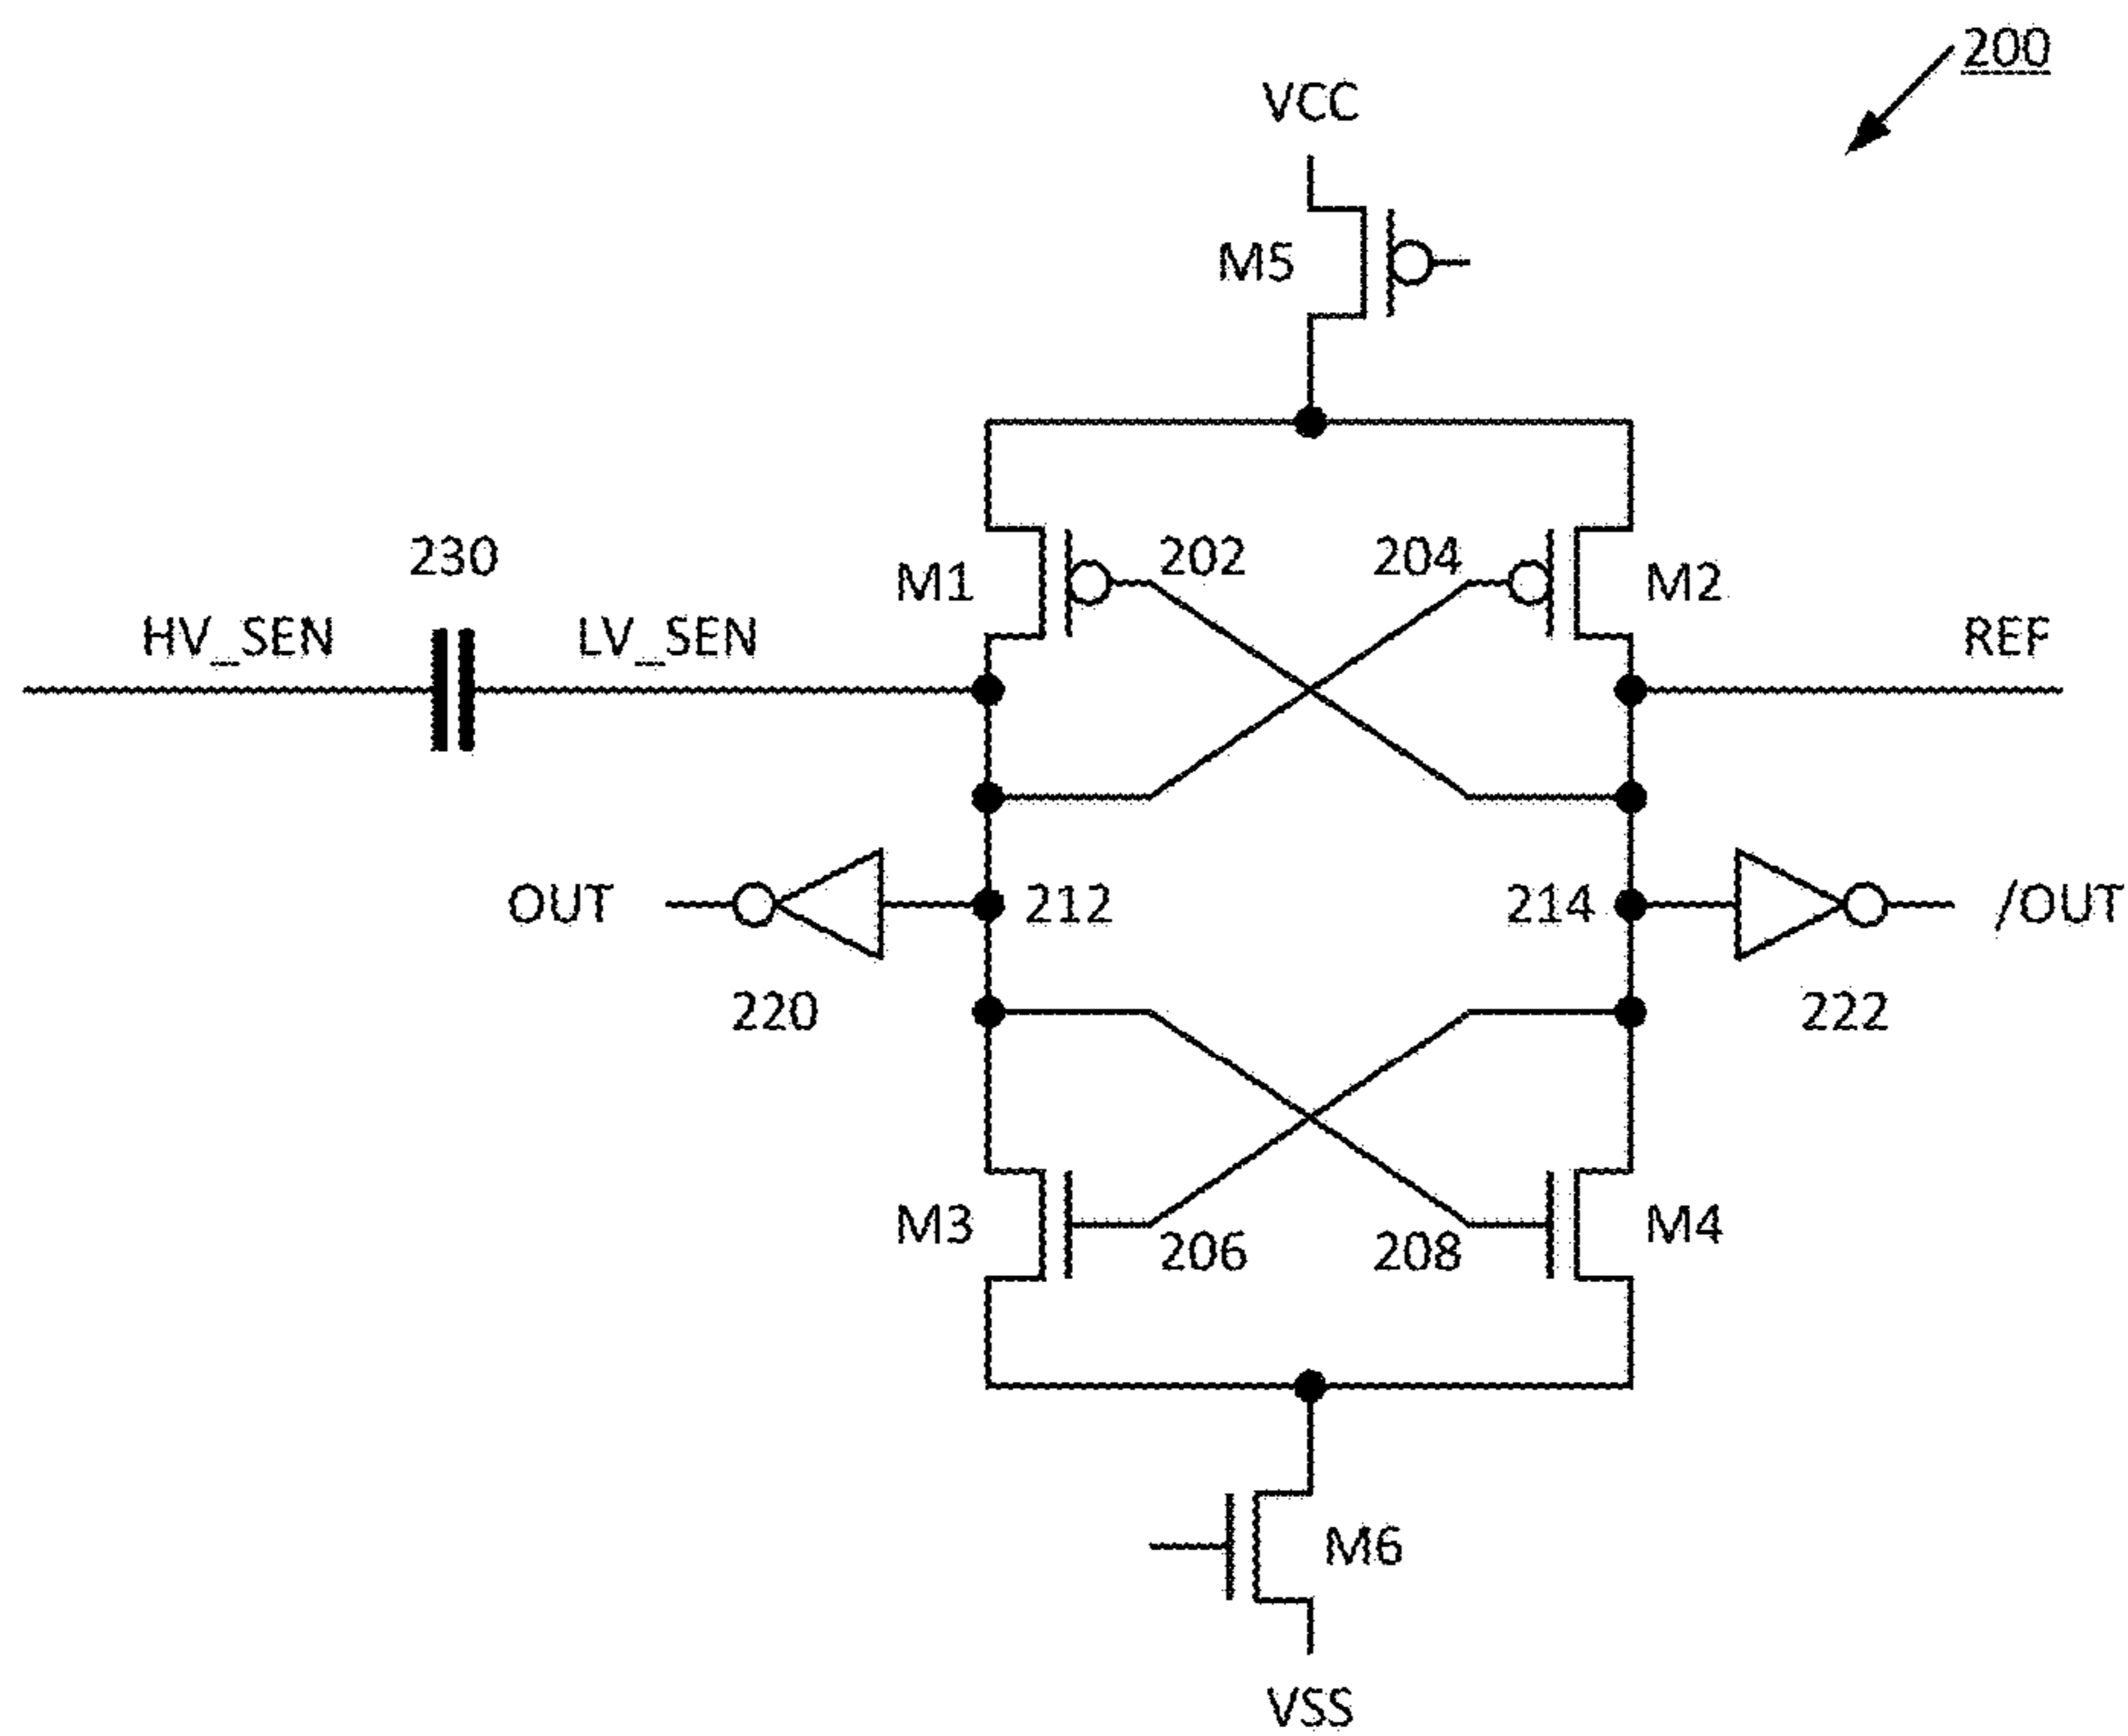 200
VCC
M5
230
M1
202
204
M2
HV_SEN
LV_SEN
REF
OUT
212
214
/OUT
220
222
M3
206
208
M4
M6
VSS